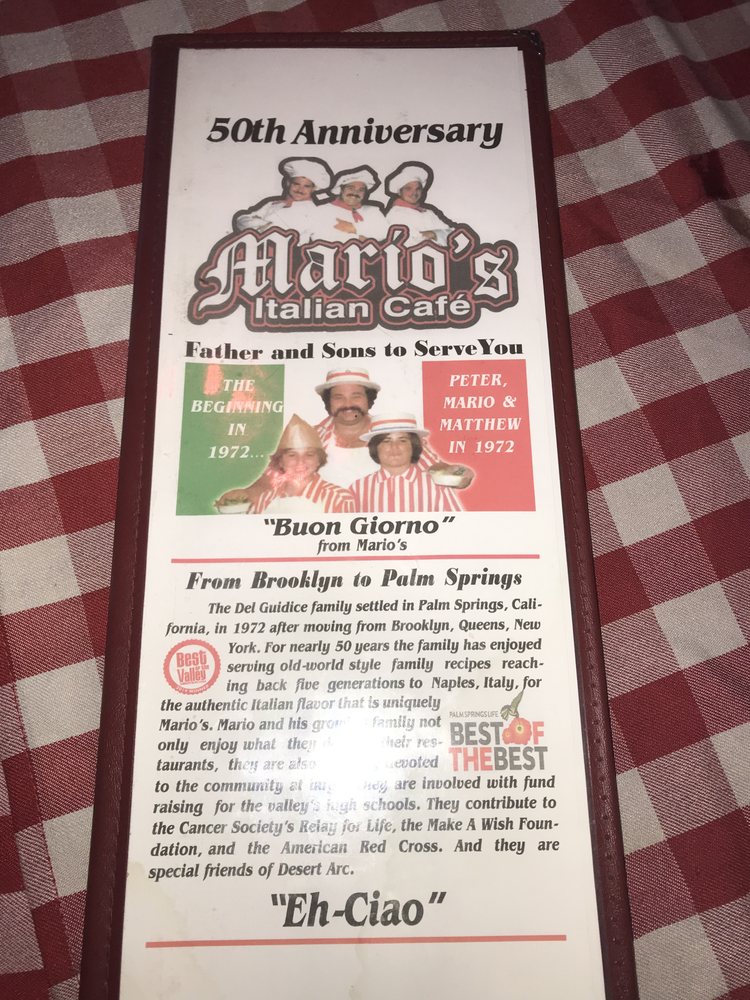 50th Anniversary
Mario's
Italian Café
Father and Sons to Serve You
THE
BEGINNING
IN
1972...
PETER,
MARIO &
MATTHEW
IN 1972
"Buon Giorno"
from Mario's
From Brooklyn to Palm Springs
The Del Guidice family settled in Palm Springs, Cali-
fornia, in 1972 after moving from Brooklyn, Queens, New
York. For nearly 50 years the family has enjoyed
serving old-world style family recipes reach-
ing back five generations to Naples, Italy, for
the authentic Italian flavor that is uniquely
Mario's. Mario and his family not
only enjoy what they their res-
taurants, they are also devoted
to the community at they are involved with fund
raising for the valley's high schools. They contribute to
the Cancer Society's Relay for Life, the Make A Wish Foun-
dation, and the American Red Cross. And they are
special friends of Desert Arc.
Best
of the
Valley
PALM SPRINGS LIFE
BEST OF
THE BEST
"Eh-Ciao"